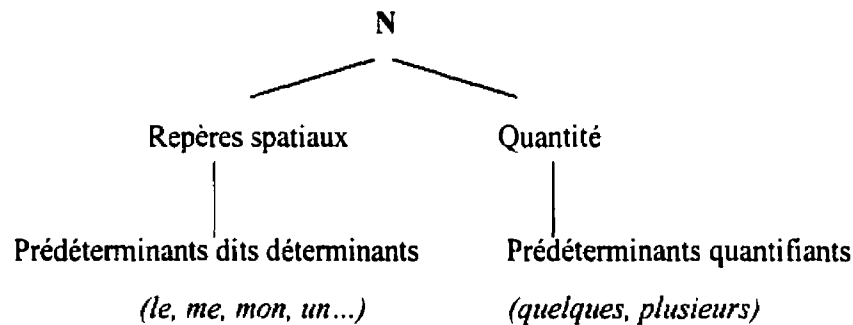 N
Repères spatiaux Quantité
Prédéterminants dits déterminants Prédéterminants quantifiants
(le, me, mon, un...) (quelques, plusieurs)